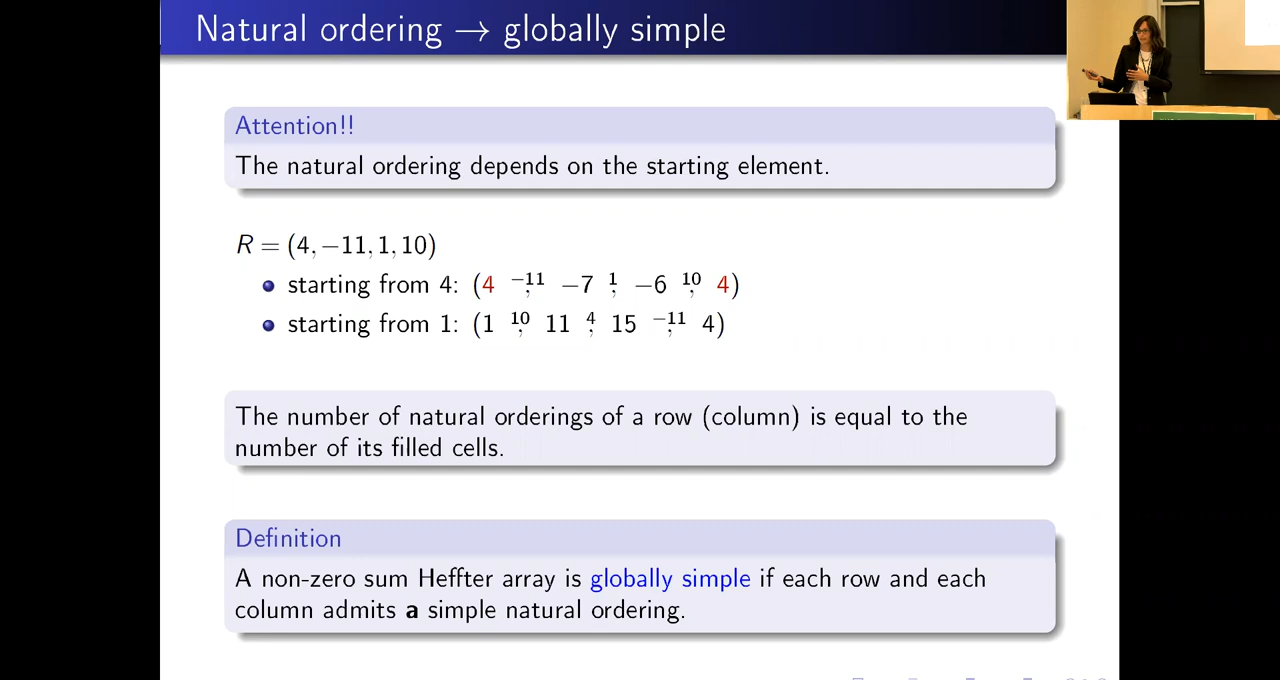 Natural ordering → globally simple
Attention!!
The natural ordering depends on the starting element.
R = (4, −11, 1, 10)
starting from 4: (4 −11, −7 1, −6 10, 4)
starting from 1: (1 10, 11 4, 15 −11, 4)
The number of natural orderings of a row (column) is equal to the
number of its filled cells.
Definition
A non-zero sum Heffter array is globally simple if each row and each
column admits a simple natural ordering.